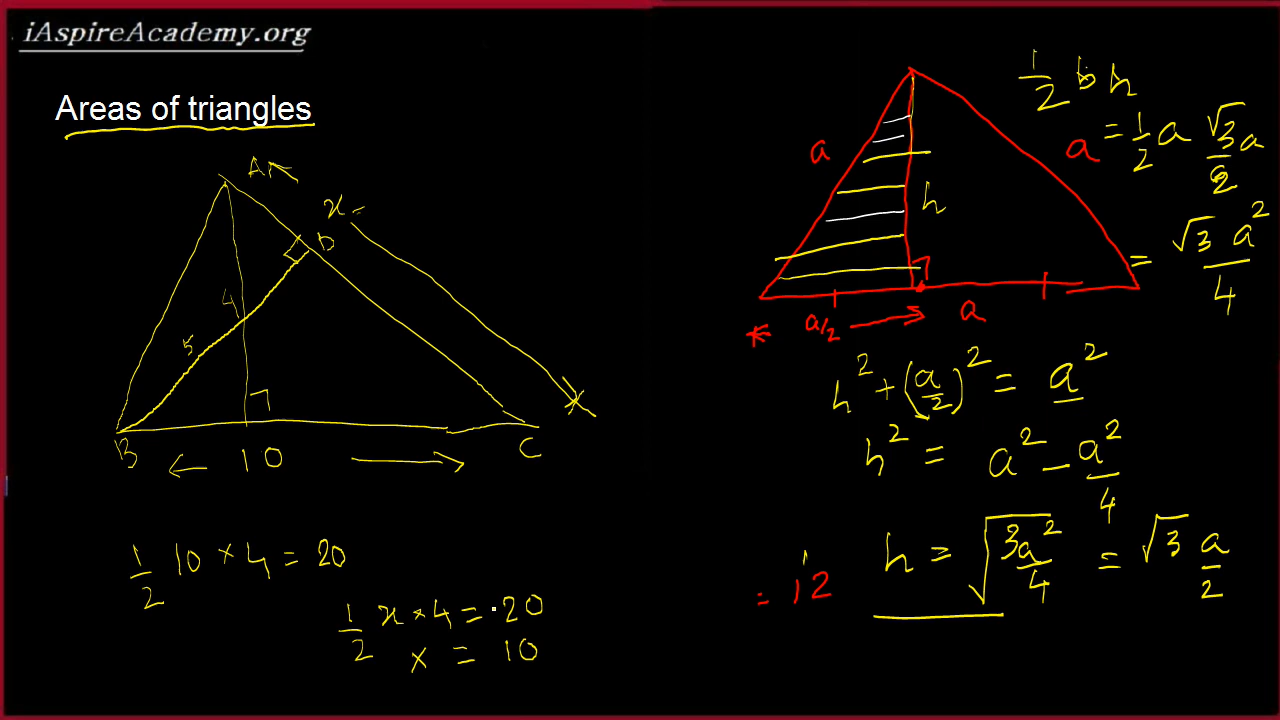 iAspireAcademy.org
Areas of triangles
A
x =
D
4
5
B
10
C
1/2 10 × 4 = 20
1/2 x × 4 = 20
x = 10
1/2 b h
a
a
= 1/2 a √3/2 a
h
= √3 a²/4
a/2
a
h² + (a/2)² = a²
h² = a² - a²/4
h = √3a²/4 = √3 a/2
= 12